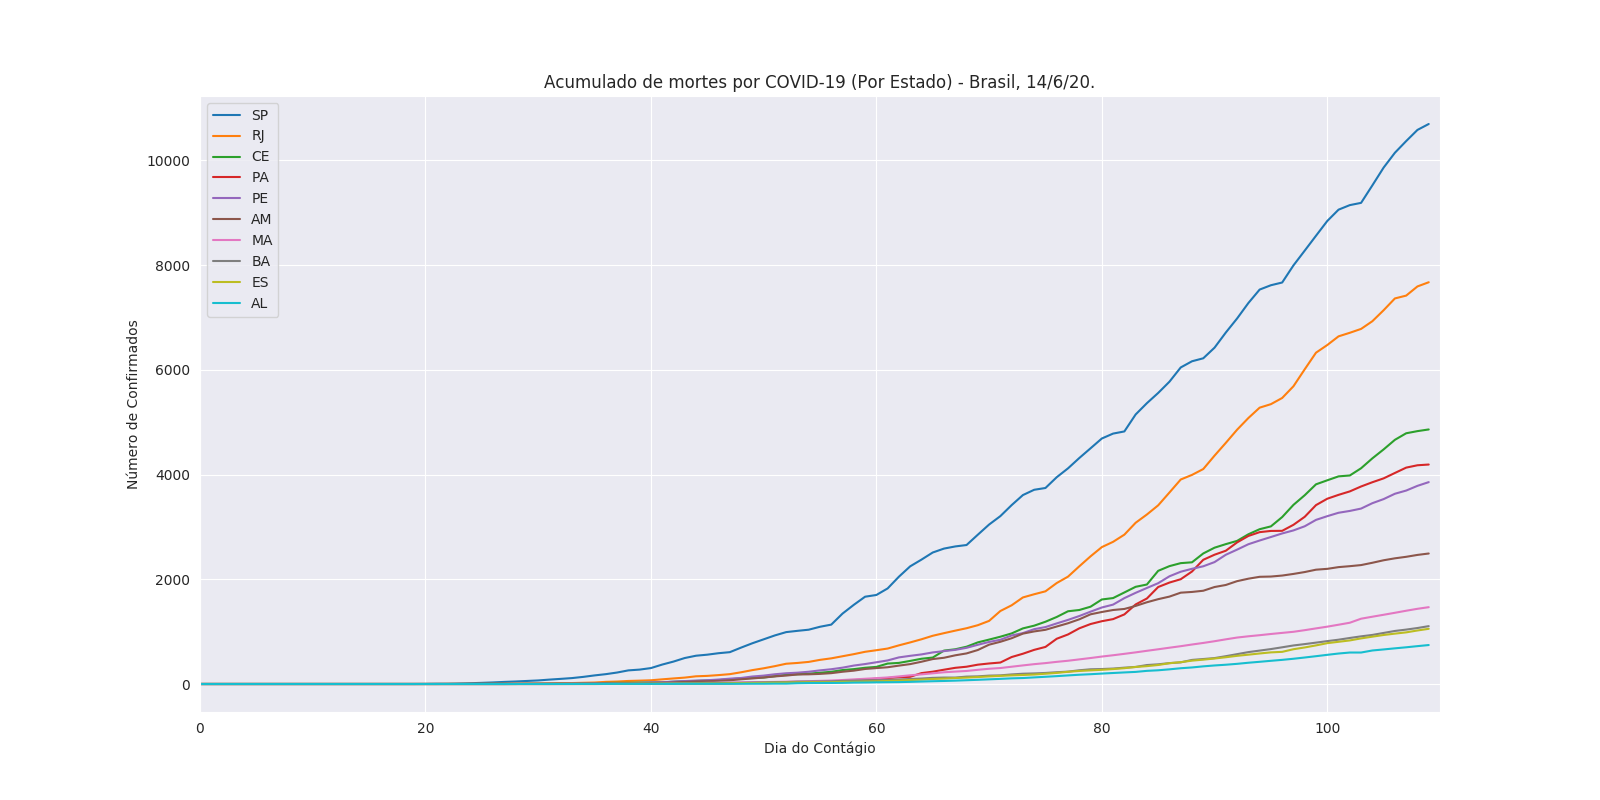 Acumulado de mortes por COVID-19 (Por Estado) - Brasil, 14/6/20.
SP
RJ
CE
PA
PE
AM
MA
BA
ES
AL
10000
8000
6000
4000
2000
0
Número de Confirmados
0 20 40 60 80 100
Dia do Contágio